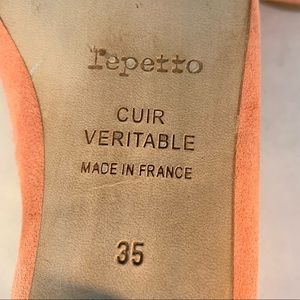 repetto
CUIR
VERITABLE
MADE IN FRANCE
35